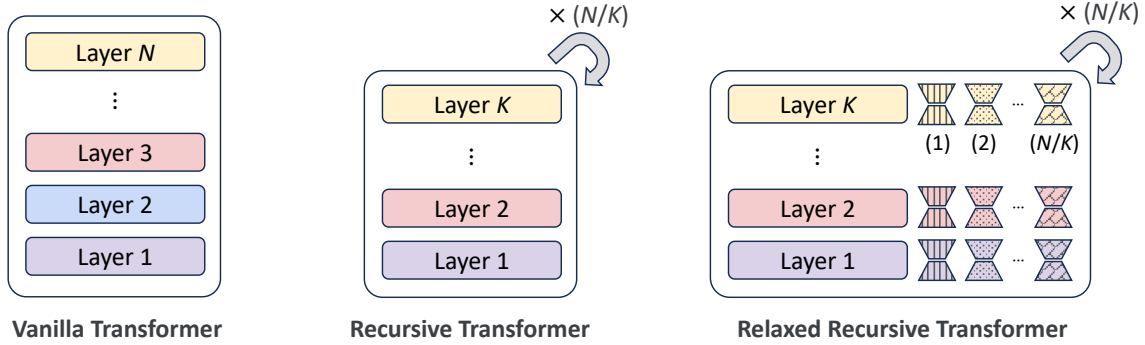 × (N/K)
× (N/K)
Layer N
⋮
Layer 3
Layer 2
Layer 1
Layer K
⋮
Layer 2
Layer 1
Layer K
...
(1) (2) (N/K)
⋮
Layer 2
...
Layer 1
...
Vanilla Transformer
Recursive Transformer
Relaxed Recursive Transformer